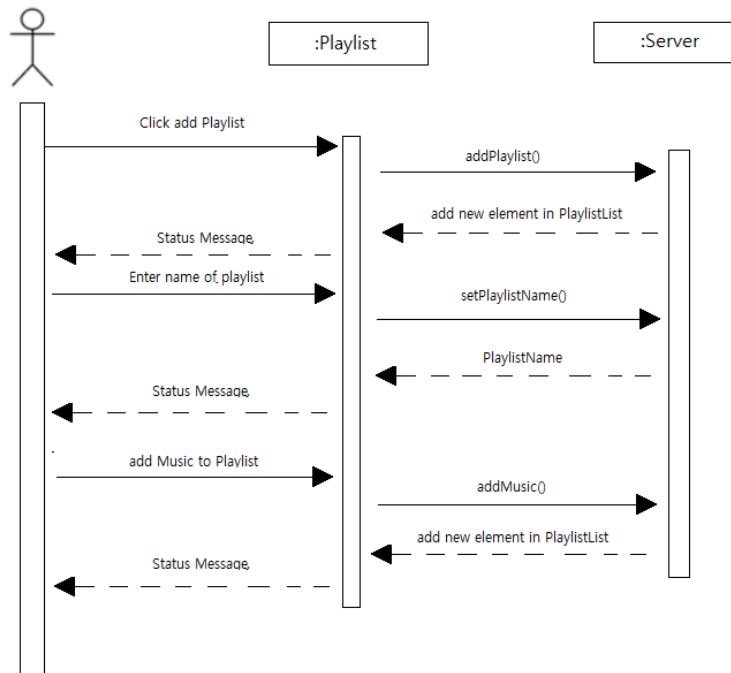 :Playlist
:Server
Click add Playlist
addPlaylist()
add new element in PlaylistList
Status Message
Enter name of playlist
setPlaylistName()
PlaylistName
Status Message
add Music to Playlist
addMusic()
add new element in PlaylistList
Status Message